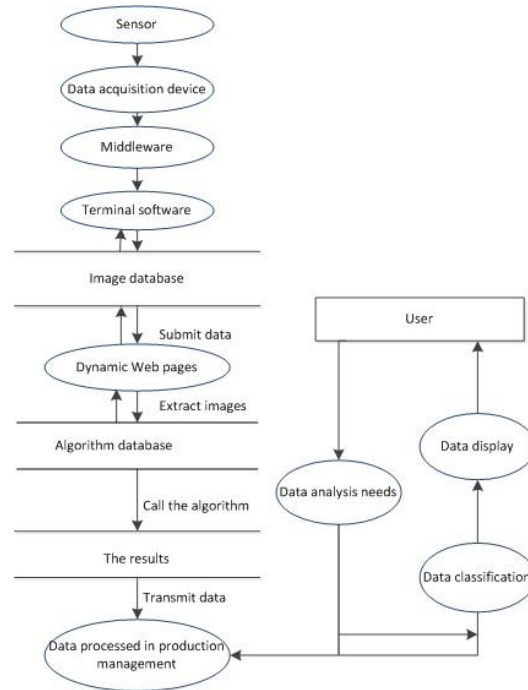 Sensor
Data acquisition device
Middleware
Terminal software
Image database
Submit data
Dynamic Web pages
Extract images
Algorithm database
Call the algorithm
The results
Transmit data
Data processed in production
management
User
Data display
Data analysis needs
Data classification